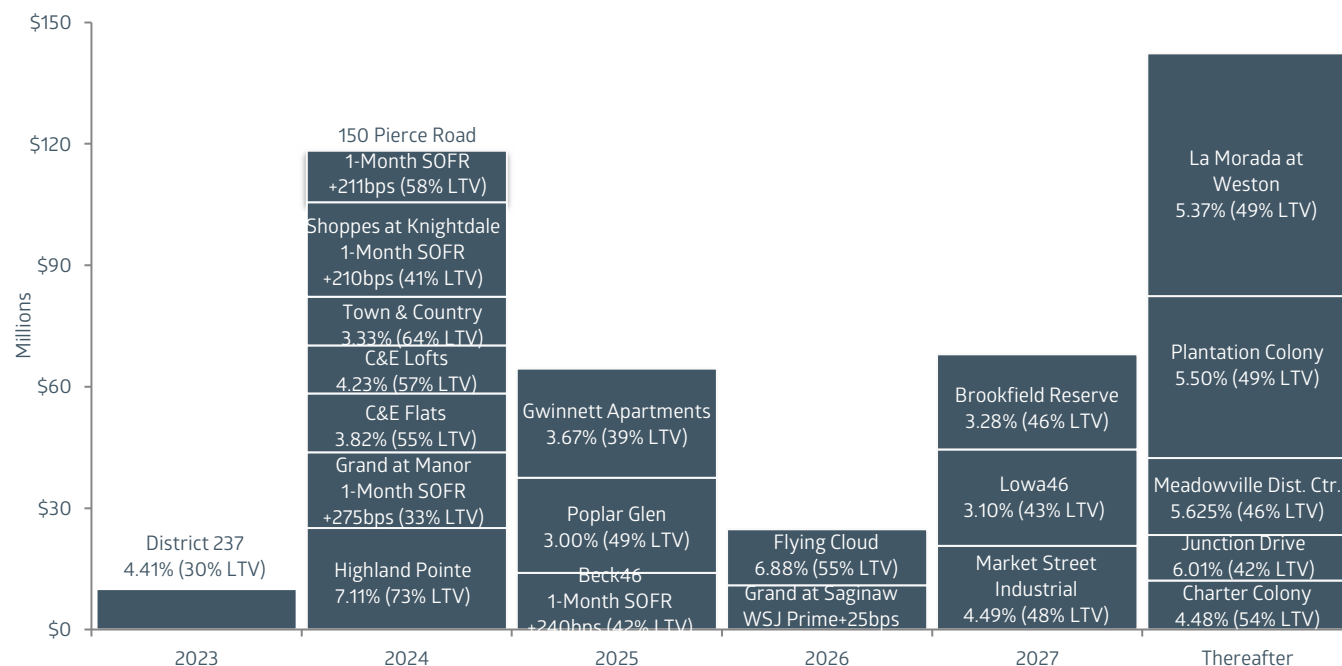 $150
$120
$90
$60
$30
$0
Millions
District 237
4.41% (30% LTV)
2023
150 Pierce Road
1-Month SOFR
+211bps (58% LTV)
Shoppes at Knightdale
1-Month SOFR
+210bps (41% LTV)
Town & Country
3.33% (64% LTV)
C&E Lofts
4.23% (57% LTV)
C&E Flats
3.82% (55% LTV)
Grand at Manor
1-Month SOFR
+275bps (33% LTV)
Highland Pointe
7.11% (73% LTV)
2024
Gwinnett Apartments
3.67% (39% LTV)
Poplar Glen
3.00% (49% LTV)
Beck46
1-Month SOFR
+240bps (42% LTV)
2025
Flying Cloud
6.88% (55% LTV)
Grand at Saginaw
WSJ Prime+25bps
2026
Brookfield Reserve
3.28% (46% LTV)
Lowa46
3.10% (43% LTV)
Market Street
Industrial
4.49% (48% LTV)
2027
La Morada at
Weston
5.37% (49% LTV)
Plantation Colony
5.50% (49% LTV)
Meadowville Dist. Ctr.
5.625% (46% LTV)
Junction Drive
6.01% (42% LTV)
Charter Colony
4.48% (54% LTV)
Thereafter